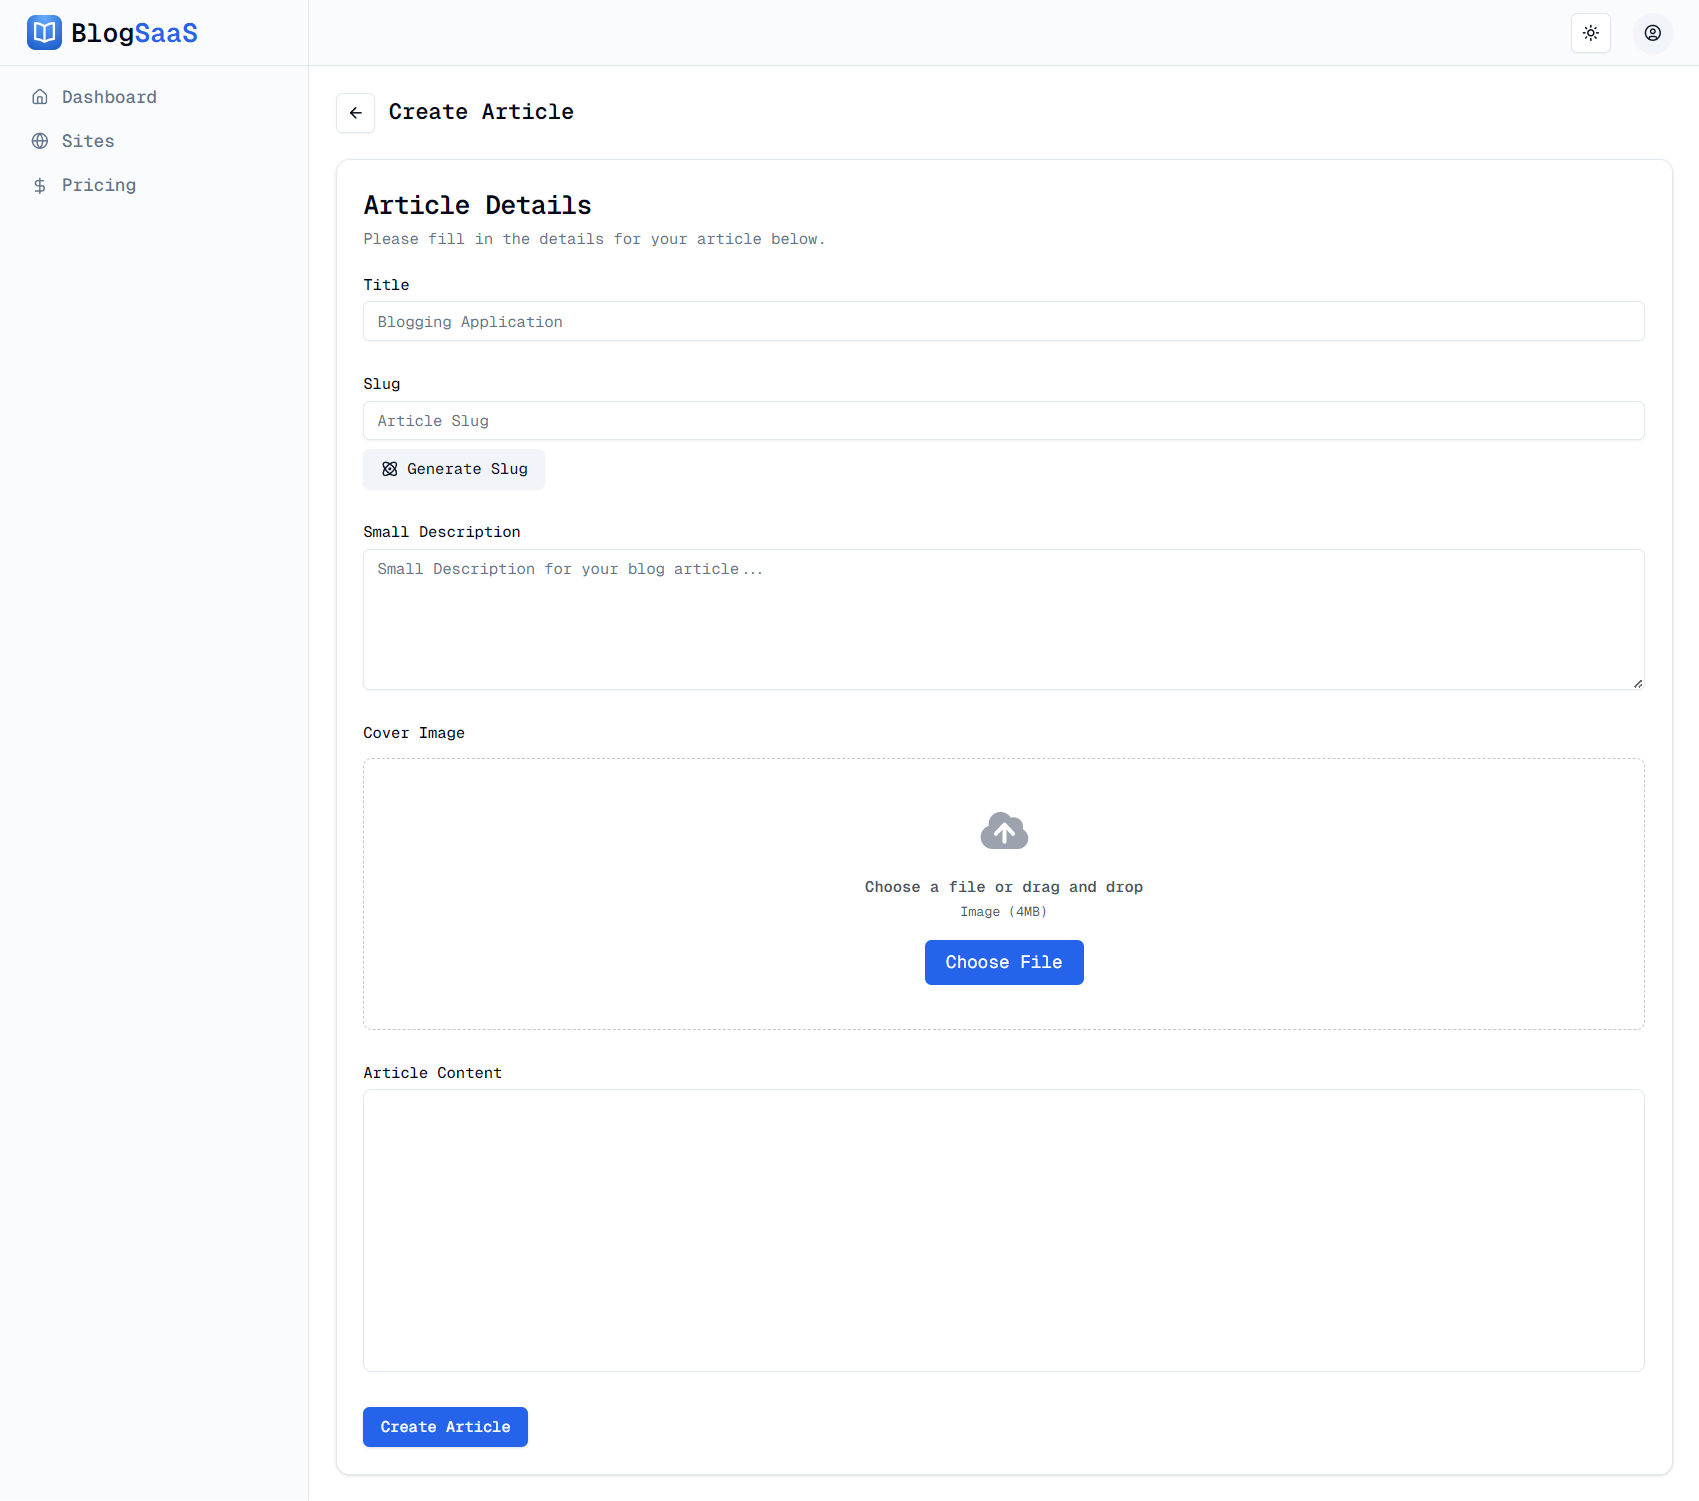 BlogSaaS
Dashboard
Sites
Pricing
Create Article
Article Details
Please fill in the details for your article below.
Title
Blogging Application
Slug
Article Slug
Generate Slug
Small Description
Small Description for your blog article...
Cover Image
Choose a file or drag and drop
Image (4MB)
Choose File
Article Content
Create Article